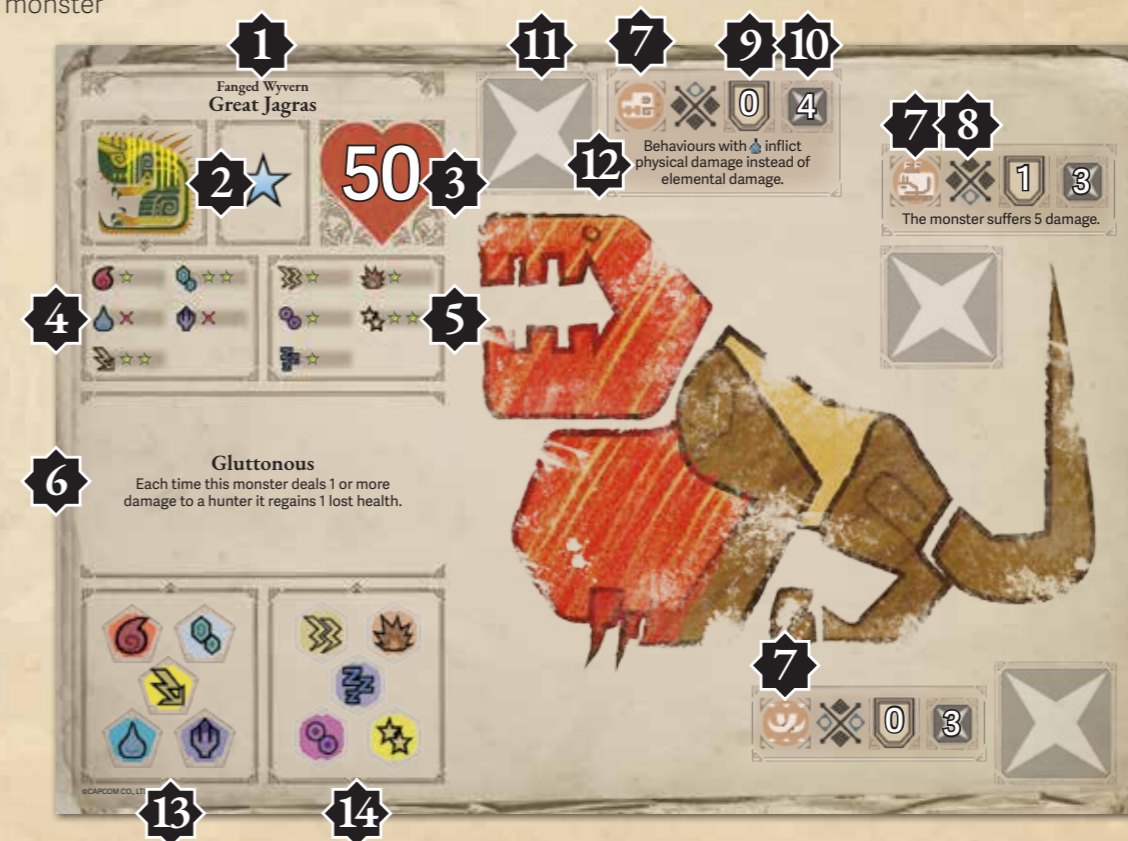 monster
1
11
7
9
10
Fanged Wyvern
Great Jagras
2
50
3
0
4
12
Behaviours with inflict
physical damage instead of
elemental damage.
7
8
1
3
The monster suffers 5 damage.
4
5
6
Gluttonous
Each time this monster deals 1 or more
damage to a hunter it regains 1 lost health.
7
0
3
©CAPCOM CO., LT
13
14